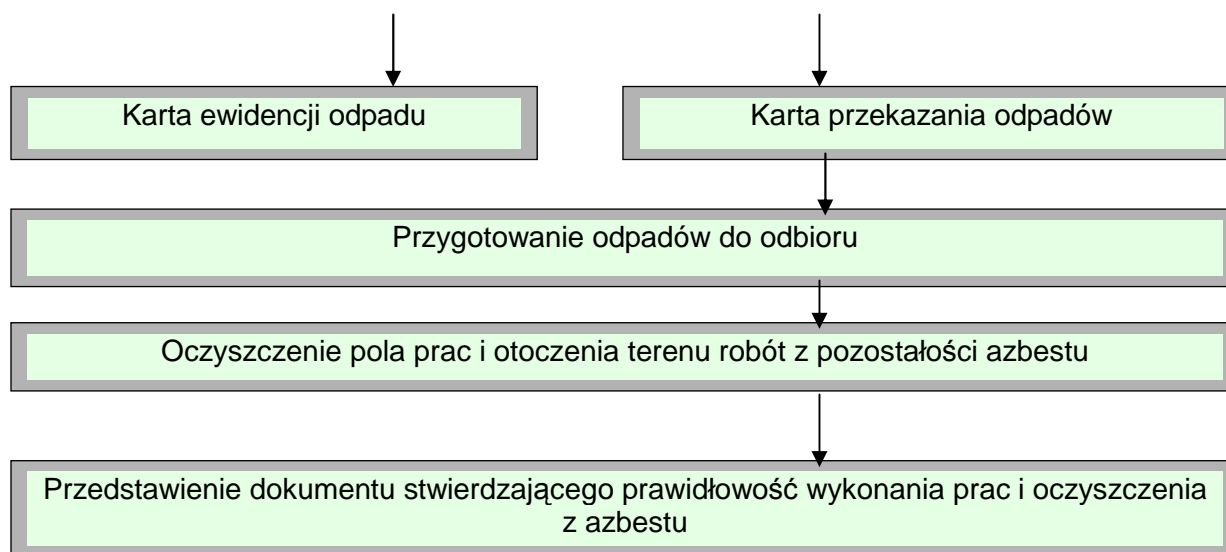 Karta ewidencji odpadu
Karta przekazania odpadów
Przygotowanie odpadów do odbioru
Oczyszczenie pola prac i otoczenia terenu robót z pozostałości azbestu
Przedstawienie dokumentu stwierdzającego prawidłowość wykonania prac i oczyszczenia
z azbestu